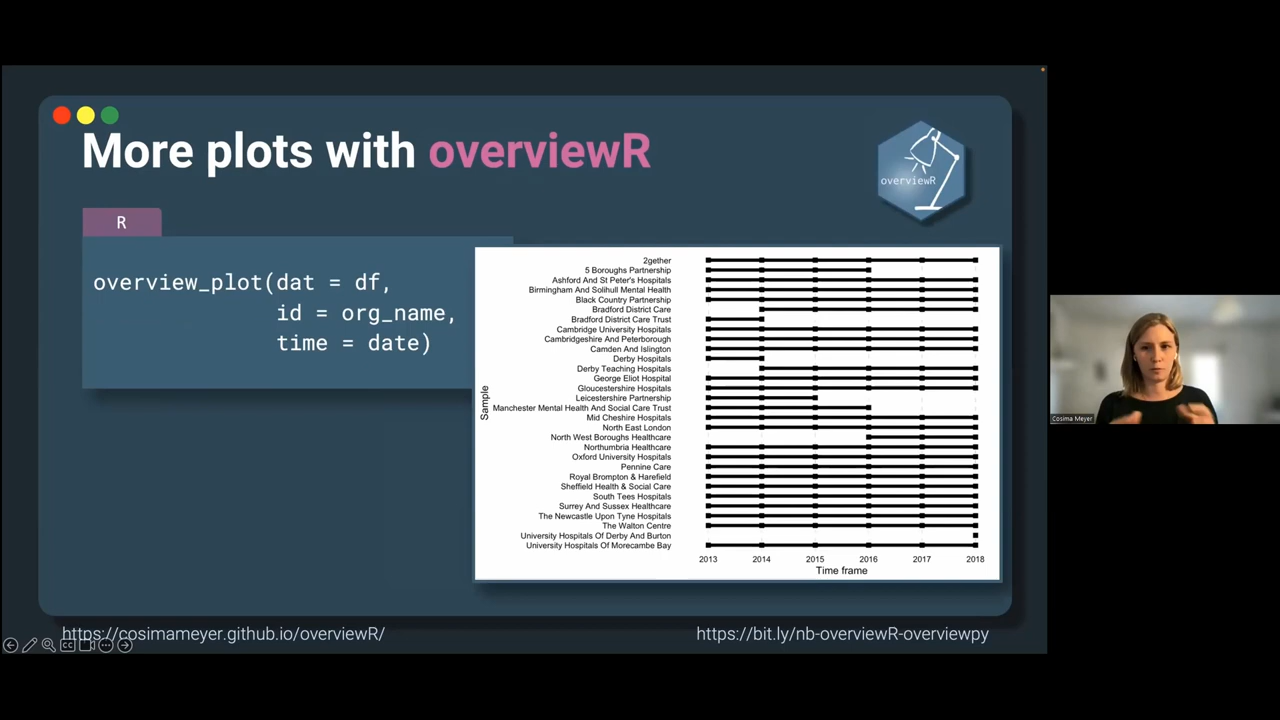 More plots with overviewR
overviewR
R
overview_plot(dat = df,
id = org_name,
time = date)
Sample
2gether
5 Boroughs Partnership
Ashford And St Peter's Hospitals
Birmingham And Solihull Mental Health
Black Country Partnership
Bradford District Care
Bradford District Care Trust
Cambridge University Hospitals
Cambridgeshire And Peterborough
Camden And Islington
Derby Hospitals
Derby Teaching Hospitals
George Eliot Hospital
Gloucestershire Hospitals
Leicestershire Partnership
Manchester Mental Health And Social Care Trust
Mid Cheshire Hospitals
North East London
North West Boroughs Healthcare
Northumbria Healthcare
Oxford University Hospitals
Pennine Care
Royal Brompton & Harefield
Sheffield Health & Social Care
South Tees Hospitals
Surrey And Sussex Healthcare
The Newcastle Upon Tyne Hospitals
The Walton Centre
University Hospitals Of Derby And Burton
University Hospitals Of Morecambe Bay
2013 2014 2015 2016 2017 2018
Time frame
Cosima Meyer
https://cosimameyer.github.io/overviewR/
https://bit.ly/nb-overviewR-overviewpy